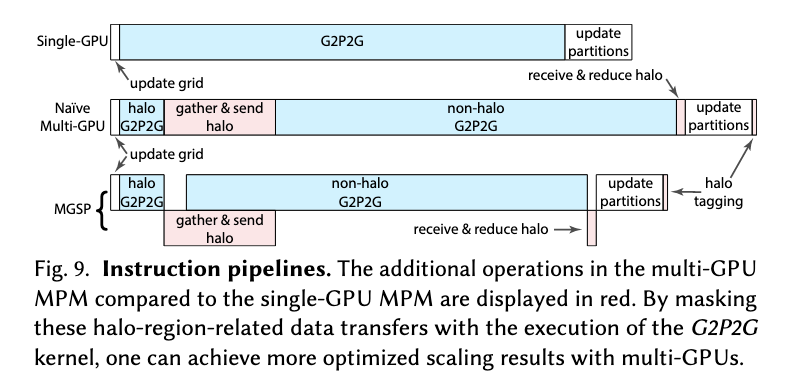 Single-GPU
G2P2G
update
partitions
update grid
receive & reduce halo
Naïve
Multi-GPU
halo
G2P2G
gather & send
halo
non-halo
G2P2G
update
partitions
update grid
MGSP
halo
G2P2G
non-halo
G2P2G
update
partitions
halo
tagging
gather & send
halo
receive & reduce halo
Fig. 9. Instruction pipelines. The additional operations in the multi-GPU
MPM compared to the single-GPU MPM are displayed in red. By masking
these halo-region-related data transfers with the execution of the G2P2G
kernel, one can achieve more optimized scaling results with multi-GPUs.